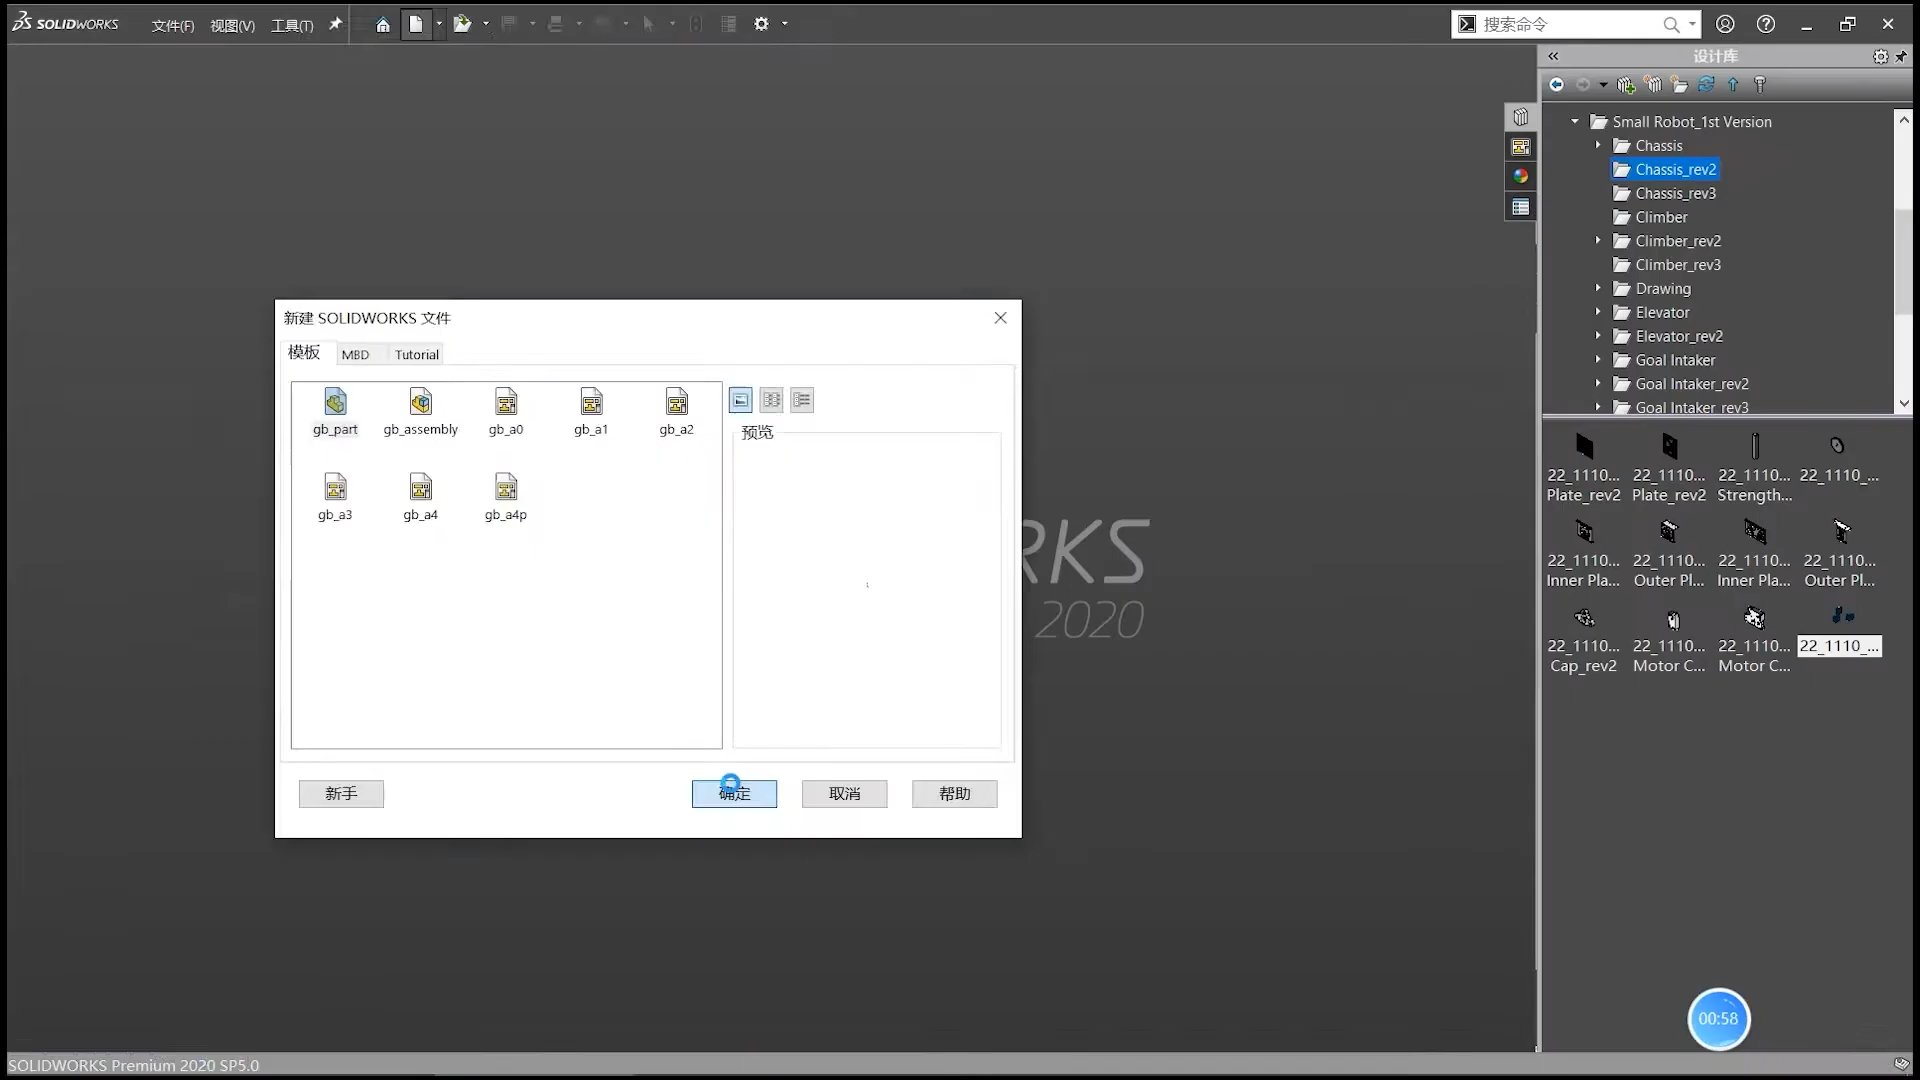 SOLIDWORKS 文件(F) 视图(V) 工具(T) 搜索命令
设计库
Small Robot_1st Version
Chassis
Chassis_rev2
Chassis_rev3
Climber
Climber_rev2
Climber_rev3
Drawing
Elevator
Elevator_rev2
Goal Intaker
Goal Intaker_rev2
Goal Intaker_rev3
新建 SOLIDWORKS 文件
模板 MBD Tutorial
gb_part gb_assembly gb_a0 gb_a1 gb_a2
gb_a3 gb_a4 gb_a4p
预览
新手 确定 取消 帮助
RKS
2020
22_1110... 22_1110... 22_1110... 22_1110_...
Plate_rev2 Plate_rev2 Strength...
22_1110... 22_1110... 22_1110... 22_1110...
Inner Pla... Outer Pl... Inner Pla... Outer Pl...
22_1110... 22_1110... 22_1110... 22_1110_...
Cap_rev2 Motor C... Motor C...
00:58
SOLIDWORKS Premium 2020 SP5.0